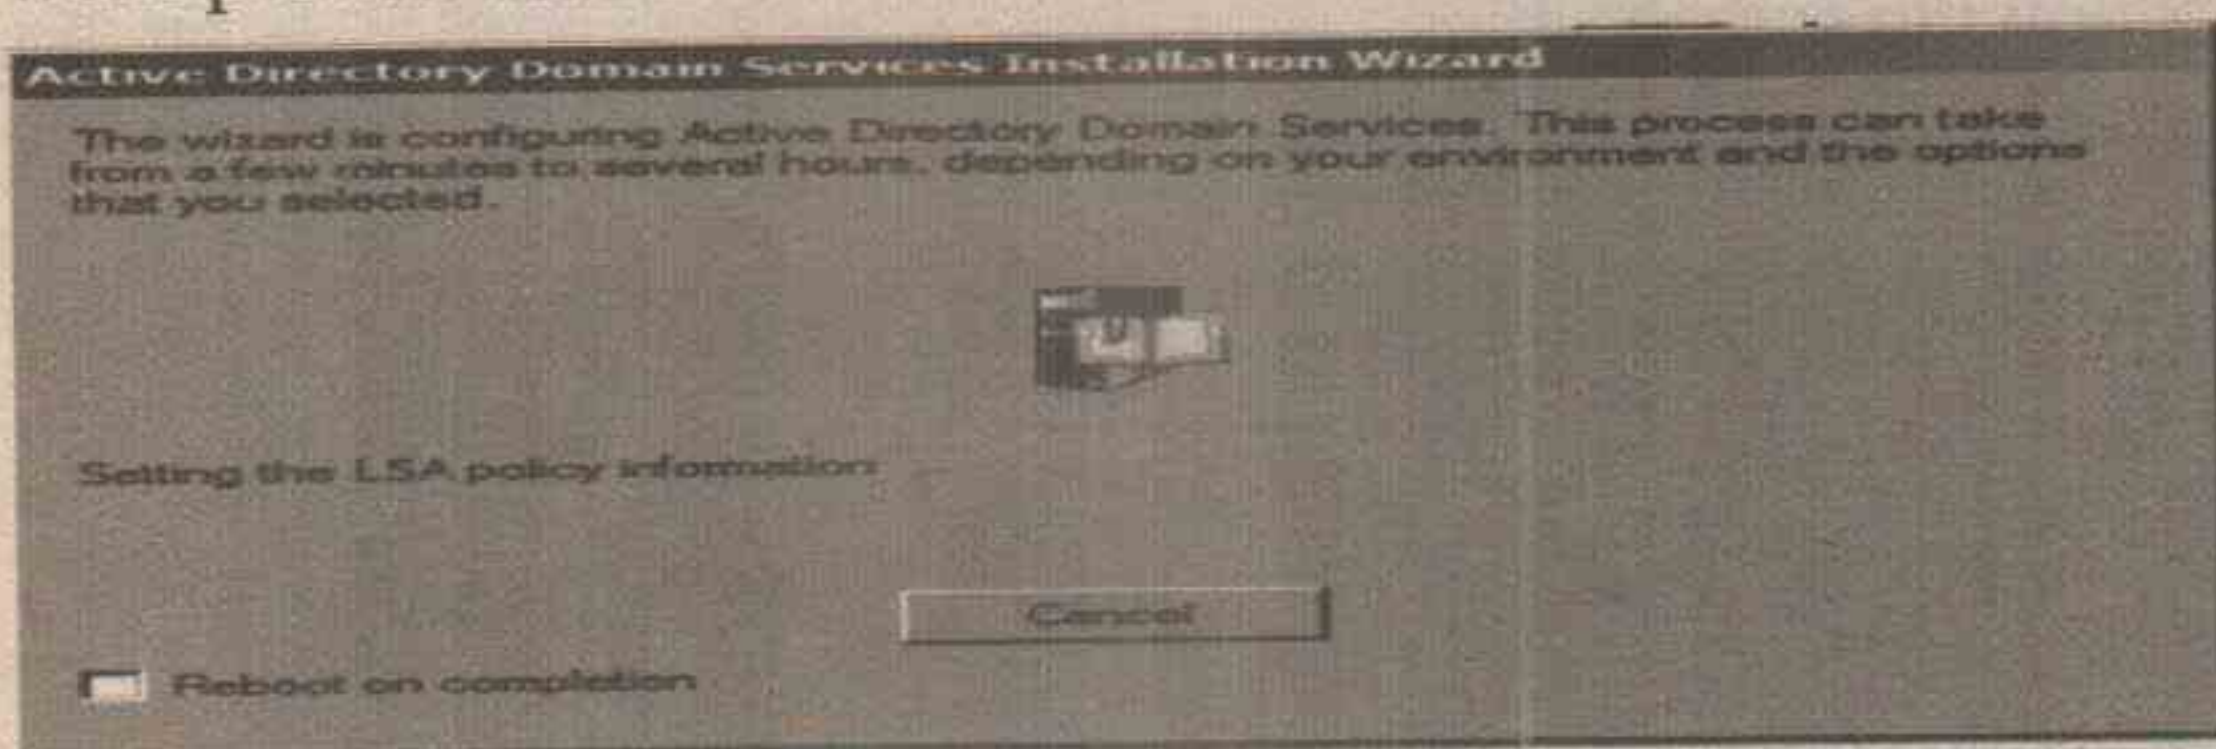 Active Directory Domain Services Installation Wizard
The wizard is configuring Active Directory Domain Services. This process can take
from a few minutes to several hours, depending on your environment and the options
that you selected.
Setting the LSA policy information
Cancel
Reboot on completion